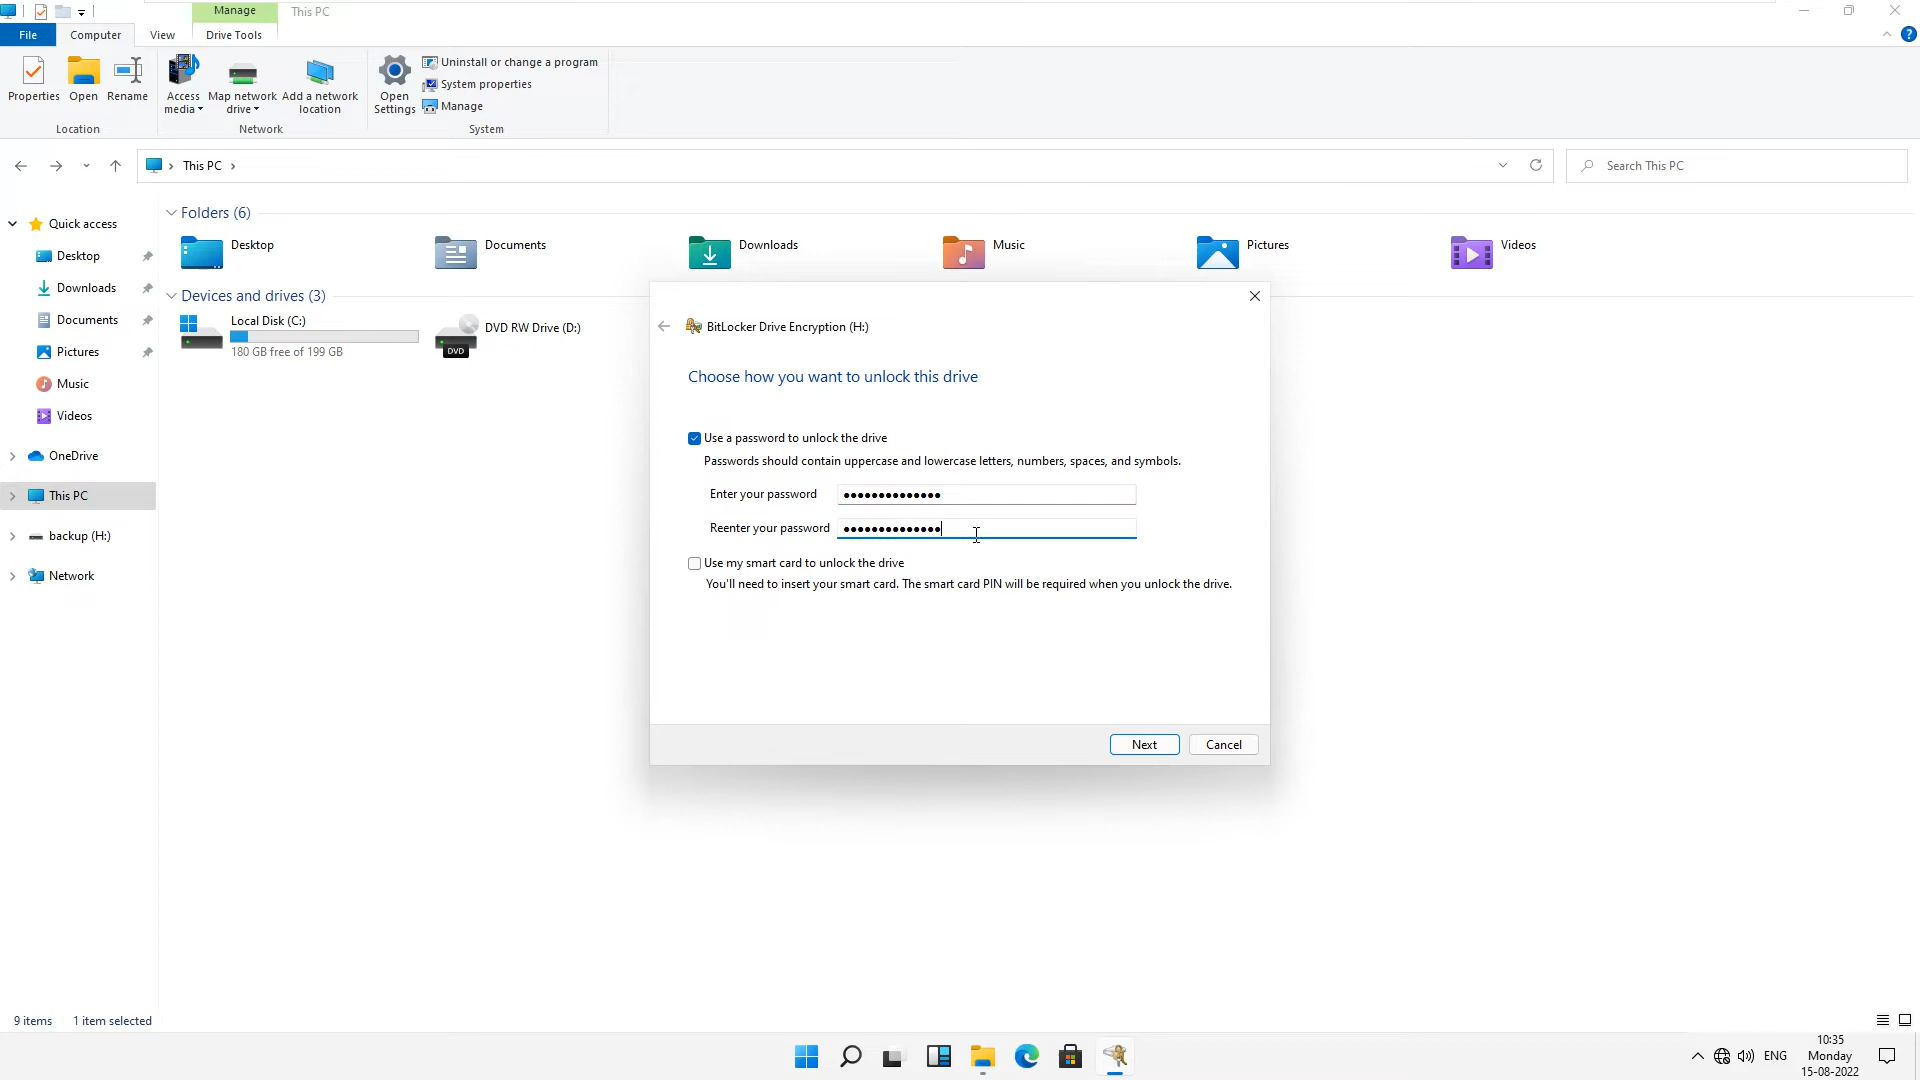 Manage
This PC
File
Computer
View
Drive Tools
Properties
Open
Rename
Access media
Map network drive
Add a network location
Open Settings
Uninstall or change a program
System properties
Manage
Location
Network
System
This PC
Search This PC
Quick access
Desktop
Downloads
Documents
Pictures
Music
Videos
OneDrive
This PC
backup (H:)
Network
Folders (6)
Desktop
Documents
Downloads
Music
Pictures
Videos
Devices and drives (3)
Local Disk (C:)
180 GB free of 199 GB
DVD RW Drive (D:)
DVD
BitLocker Drive Encryption (H:)
Choose how you want to unlock this drive
Use a password to unlock the drive
Passwords should contain uppercase and lowercase letters, numbers, spaces, and symbols.
Enter your password ●●●●●●●●●●●●●●
Reenter your password ●●●●●●●●●●●●●●
Use my smart card to unlock the drive
You'll need to insert your smart card. The smart card PIN will be required when you unlock the drive.
Next
Cancel
9 items
1 item selected
ENG
10:35
Monday
15-08-2022